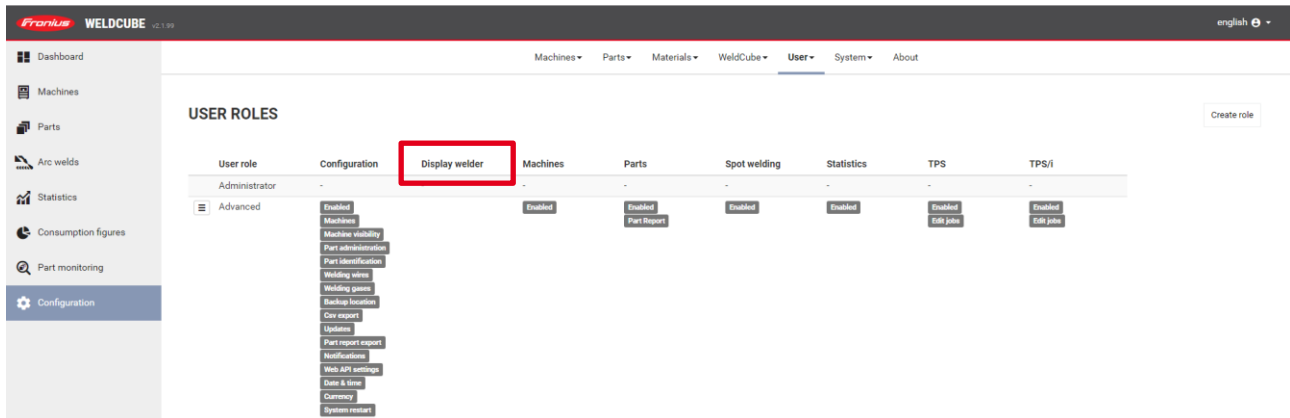 Fronius WELDCUBE v2.1.99 english
Dashboard
Machines
Parts
Arc welds
Statistics
Consumption figures
Part monitoring
Configuration
Machines Parts Materials WeldCube User System About
USER ROLES
Create role
User role Configuration Display welder Machines Parts Spot welding Statistics TPS TPS/i
Administrator - - - - - - -
Advanced Enabled Enabled Enabled Enabled Enabled Enabled Enabled
Machines Part Report Edit jobs Edit jobs
Machine visibility
Part administration
Part identification
Welding wires
Welding gases
Backup location
Csv export
Updates
Part report export
Notifications
Web API settings
Date & time
Currency
System restart